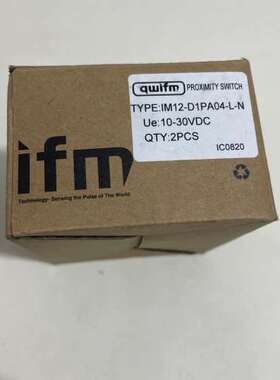 qwifm PROXIMITY SWITCH
TYPE:IM12-D1PA04-L-N
Ue:10-30VDC
QTY:2PCS
IC0820
ifm
Technology- Sensing the Pulse of The World